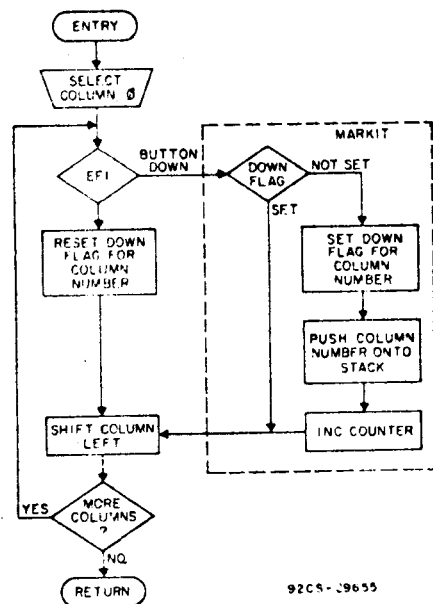 ENTRY
SELECT
COLUMN Ø
EF1
BUTTON
DOWN
MARKIT
DOWN
FLAG
NOT SET
SET
RESET DOWN
FLAG FOR
COLUMN
NUMBER
SET DOWN
FLAG FOR
COLUMN
NUMBER
PUSH COLUMN
NUMBER ONTO
STACK
INC COUNTER
SHIFT COLUMN
LEFT
MORE
COLUMNS
?
YES
NO
RETURN
92CS-29655